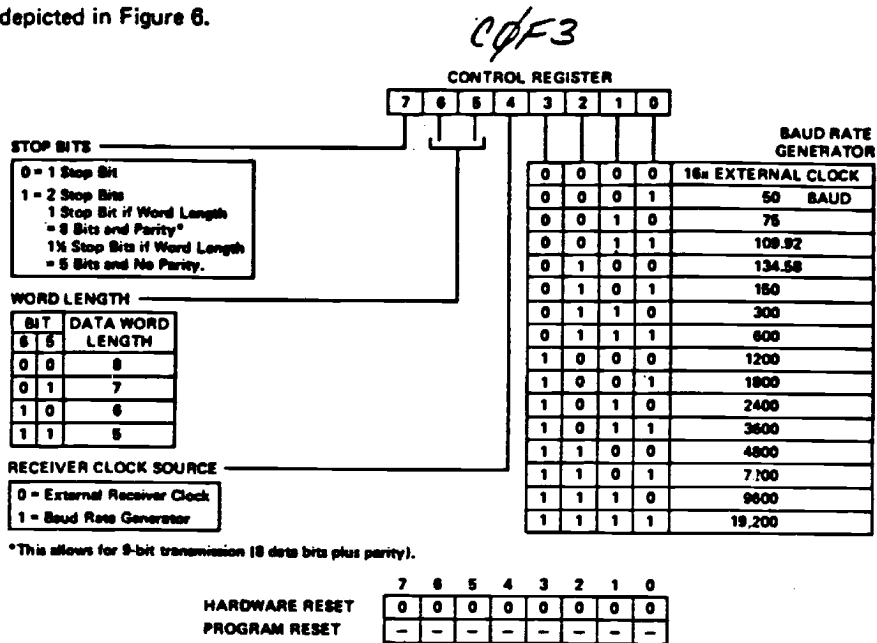 depicted in Figure 6.
CØF3
CONTROL REGISTER
7 6 5 4 3 2 1 0
STOP BITS
0 = 1 Stop Bit
1 = 2 Stop Bits
1 Stop Bit if Word Length
= 8 Bits and Parity*
1½ Stop Bits if Word Length
= 5 Bits and No Parity.
WORD LENGTH
BIT DATA WORD
6 5 LENGTH
0 0 8
0 1 7
1 0 6
1 1 5
RECEIVER CLOCK SOURCE
0 = External Receiver Clock
1 = Baud Rate Generator
BAUD RATE
GENERATOR
0 0 0 0 16x EXTERNAL CLOCK
0 0 0 1 50 BAUD
0 0 1 0 75
0 0 1 1 109.92
0 1 0 0 134.58
0 1 0 1 150
0 1 1 0 300
0 1 1 1 600
1 0 0 0 1200
1 0 0 1 1800
1 0 1 0 2400
1 0 1 1 3600
1 1 0 0 4800
1 1 0 1 7200
1 1 1 0 9600
1 1 1 1 19,200
*This allows for 9-bit transmission (8 data bits plus parity).
7 6 5 4 3 2 1 0
HARDWARE RESET 0 0 0 0 0 0 0 0
PROGRAM RESET – – – – – – – –